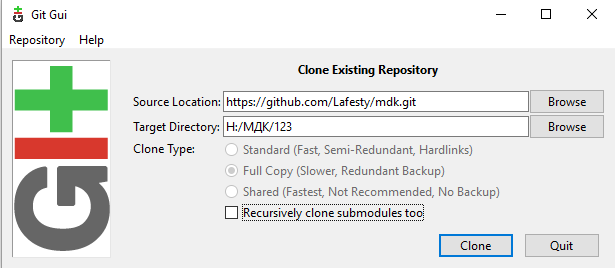 Git Gui
Repository Help
Clone Existing Repository
Source Location: https://github.com/Lafesty/mdk.git Browse
Target Directory: H:/МДК/123 Browse
Clone Type: Standard (Fast, Semi-Redundant, Hardlinks)
Full Copy (Slower, Redundant Backup)
Shared (Fastest, Not Recommended, No Backup)
Recursively clone submodules too
Clone Quit